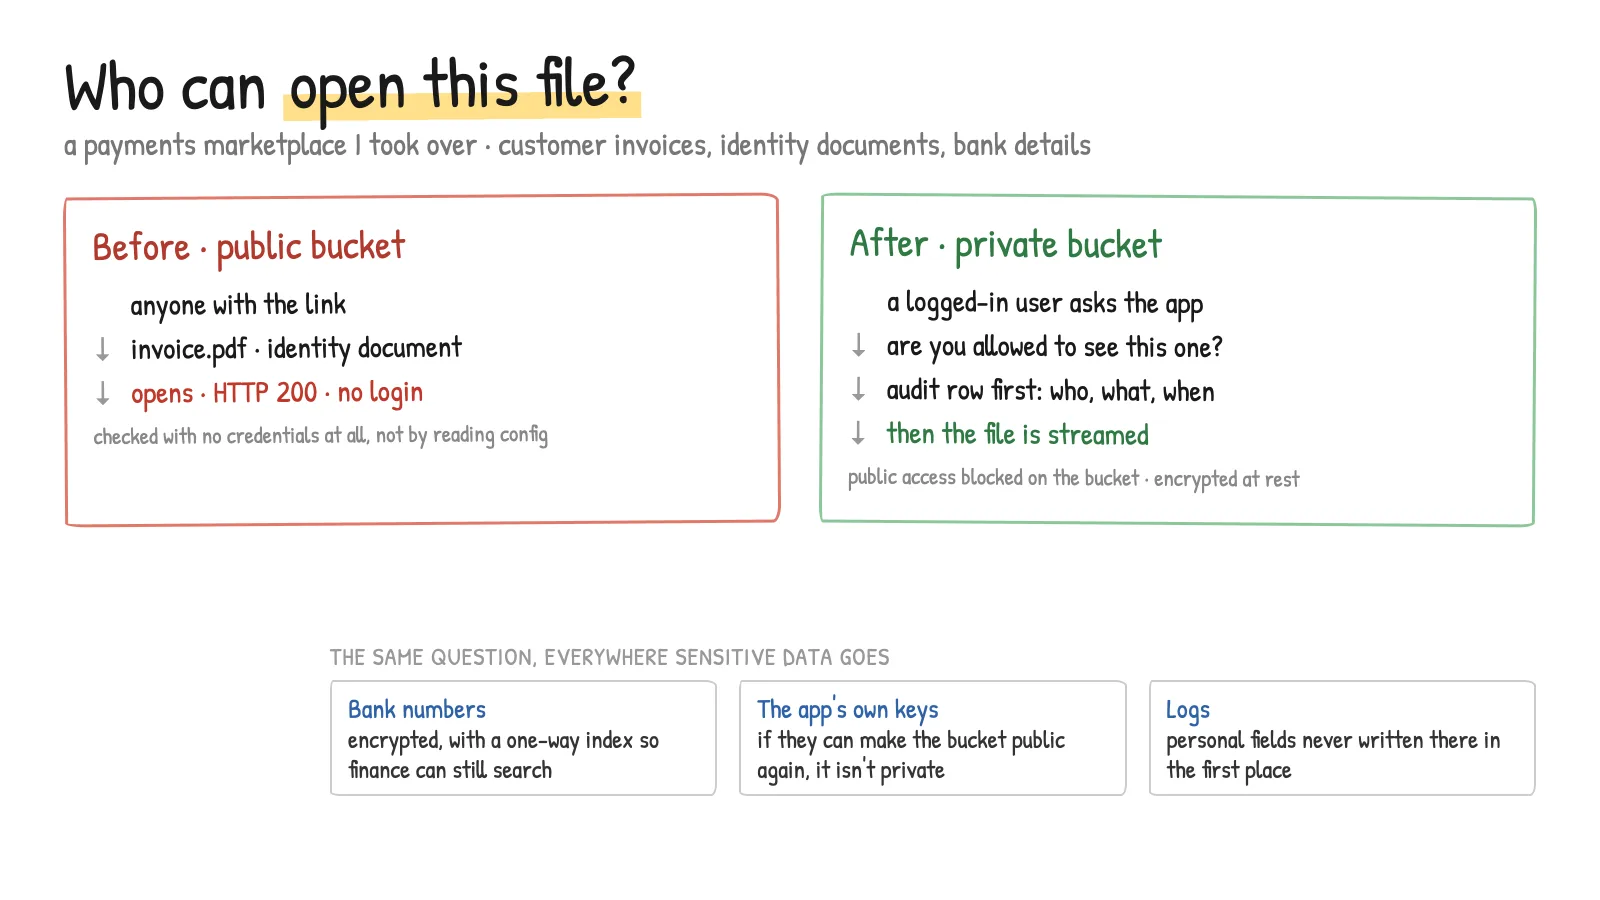 Who can open this file?
a payments marketplace I took over · customer invoices, identity documents, bank details
Before · public bucket
anyone with the link
↓ invoice.pdf · identity document
↓ opens · HTTP 200 · no login
checked with no credentials at all, not by reading config
After · private bucket
a logged-in user asks the app
↓ are you allowed to see this one?
↓ audit row first: who, what, when
↓ then the file is streamed
public access blocked on the bucket · encrypted at rest
THE SAME QUESTION, EVERYWHERE SENSITIVE DATA GOES
Bank numbers
encrypted, with a one-way index so
finance can still search
The app's own keys
if they can make the bucket public
again, it isn't private
Logs
personal fields never written there in
the first place